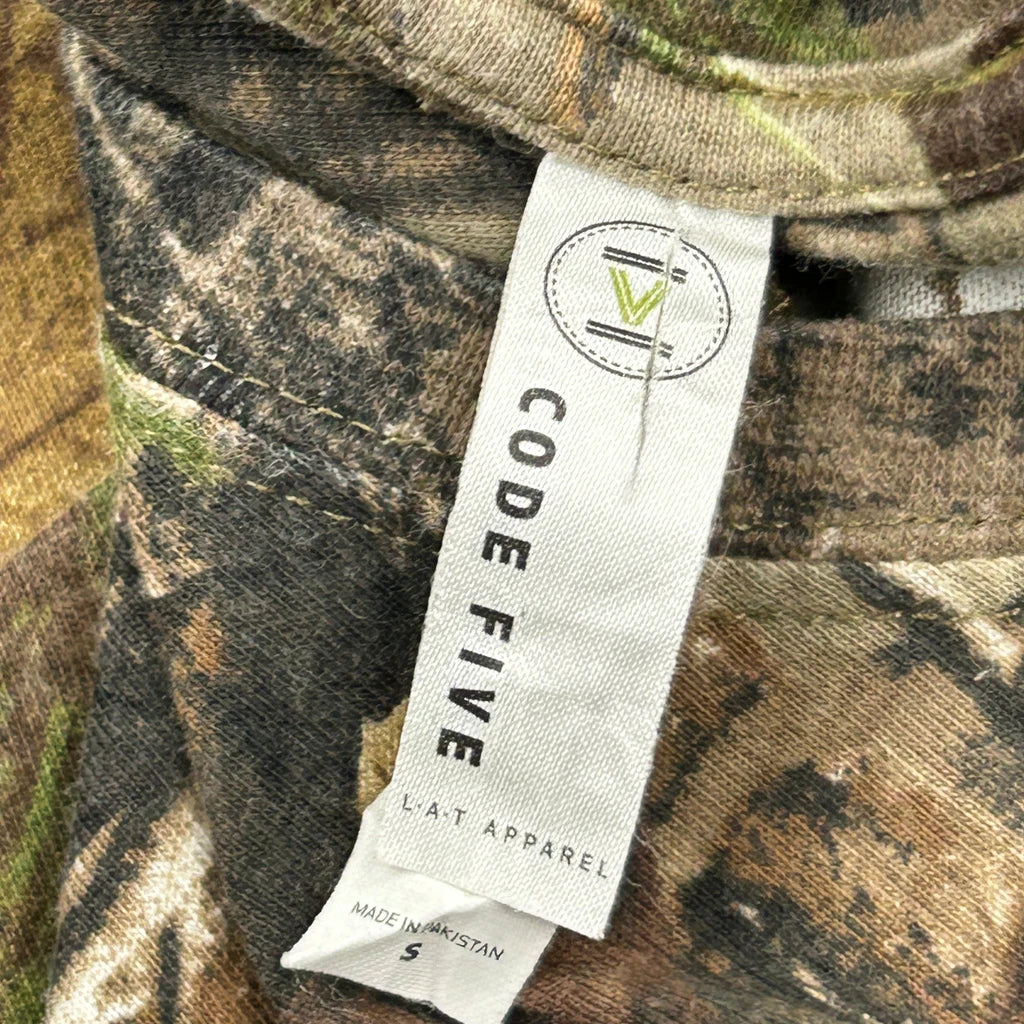 CODE FIVE
L·A·T APPAREL
MADE IN PAKISTAN
S